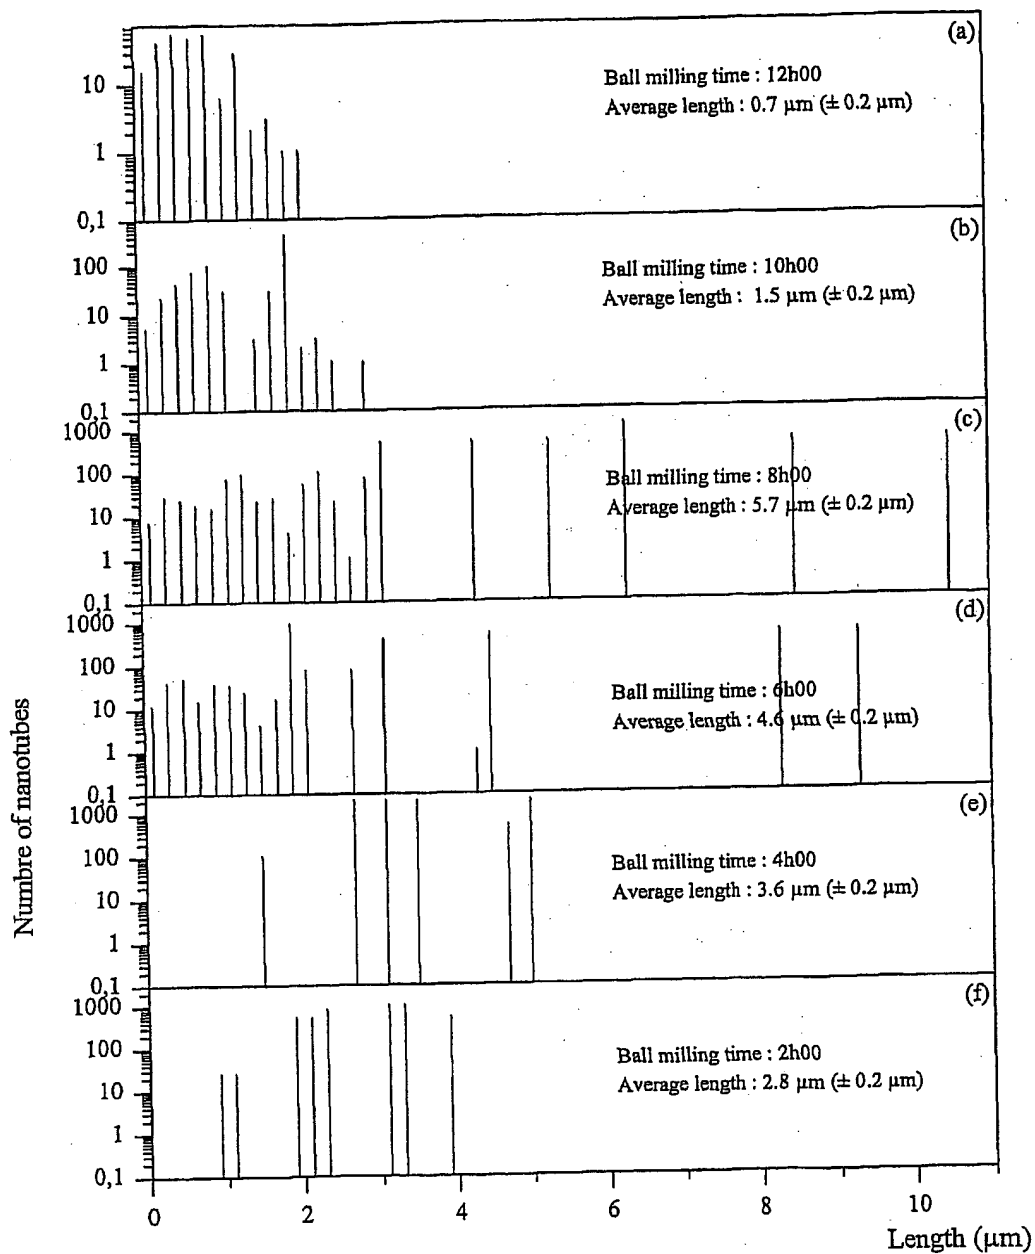 (a)
Ball milling time : 12h00
Average length : 0.7 µm (± 0.2 µm)
10
1
0,1
(b)
Ball milling time : 10h00
Average length : 1.5 µm (± 0.2 µm)
100
10
1
0,1
(c)
Ball milling time : 8h00
Average length : 5.7 µm (± 0.2 µm)
1000
100
10
1
0,1
(d)
Ball milling time : 6h00
Average length : 4.6 µm (± 0.2 µm)
1000
100
10
1
0,1
(e)
Ball milling time : 4h00
Average length : 3.6 µm (± 0.2 µm)
1000
100
10
1
0,1
(f)
Ball milling time : 2h00
Average length : 2.8 µm (± 0.2 µm)
1000
100
10
1
0,1
Numbre of nanotubes
0 2 4 6 8 10
Length (µm)